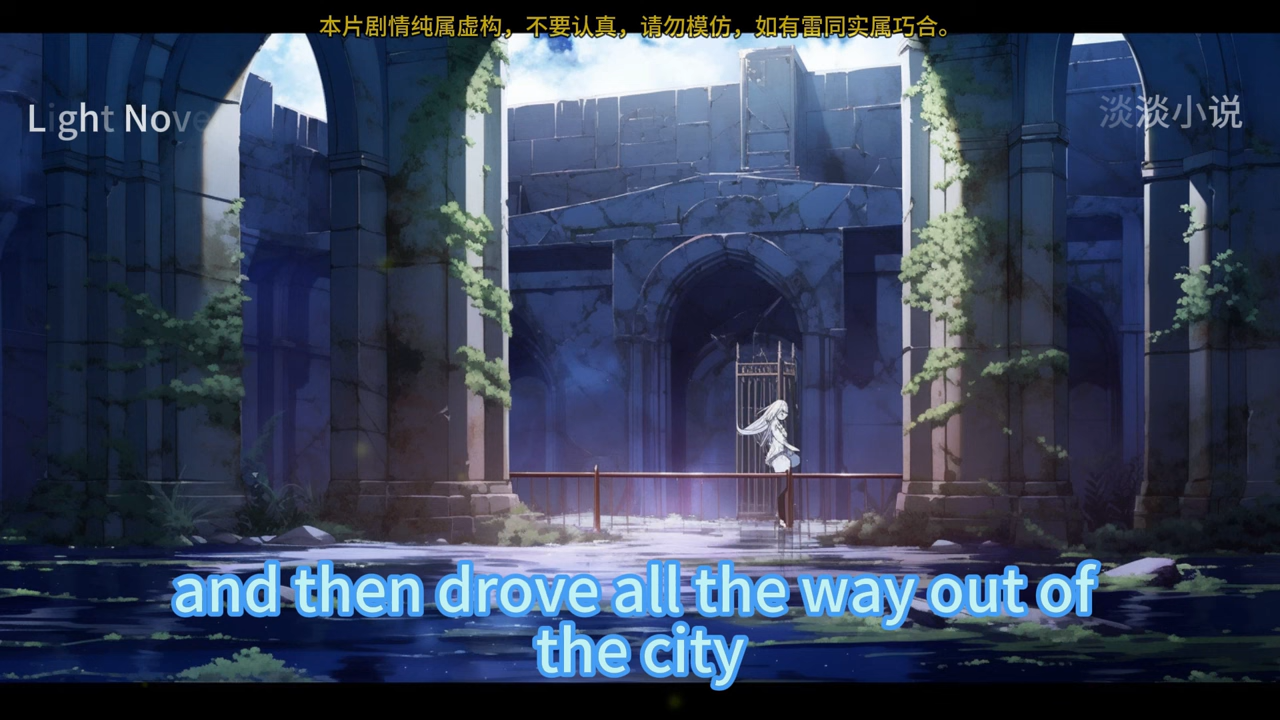 本片剧情纯属虚构，不要认真，请勿模仿，如有雷同实属巧合。
Light Nove
淡淡小说
and then drove all the way out of
the city